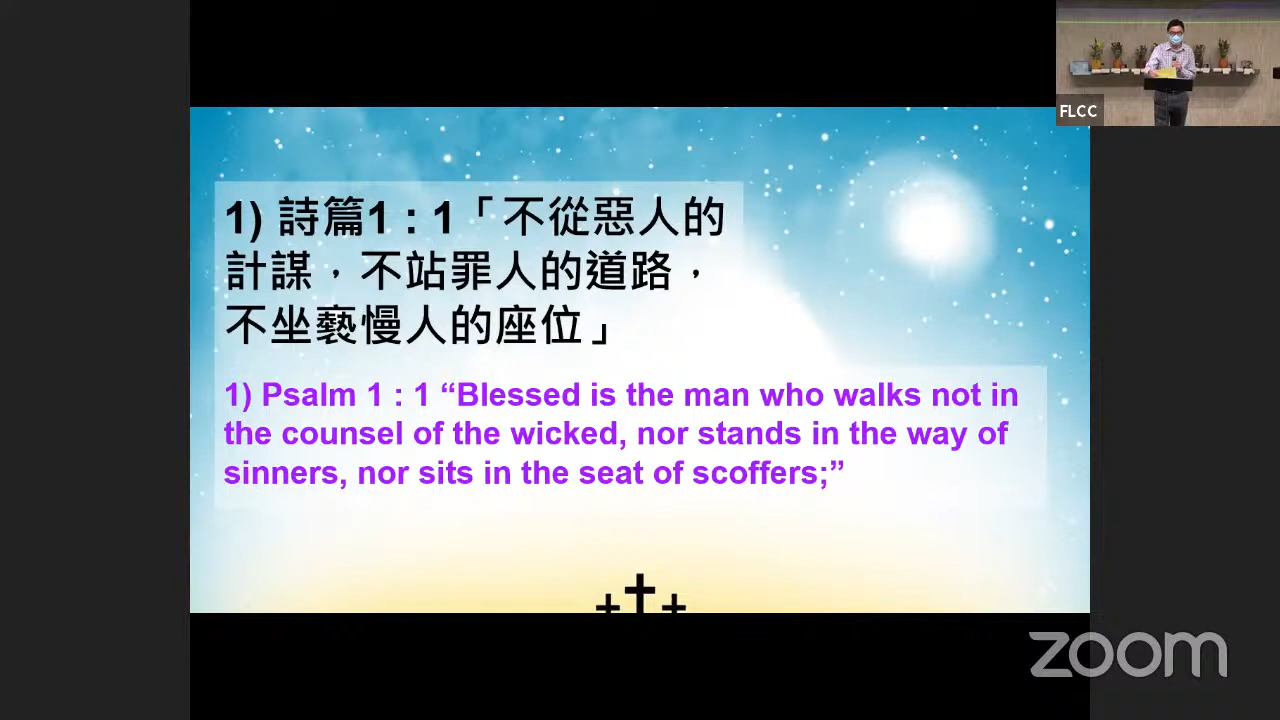 FLCC
1) 詩篇1 : 1「不從惡人的
計謀，不站罪人的道路，
不坐褻慢人的座位」
1) Psalm 1 : 1 “Blessed is the man who walks not in
the counsel of the wicked, nor stands in the way of
sinners, nor sits in the seat of scoffers;”
zoom